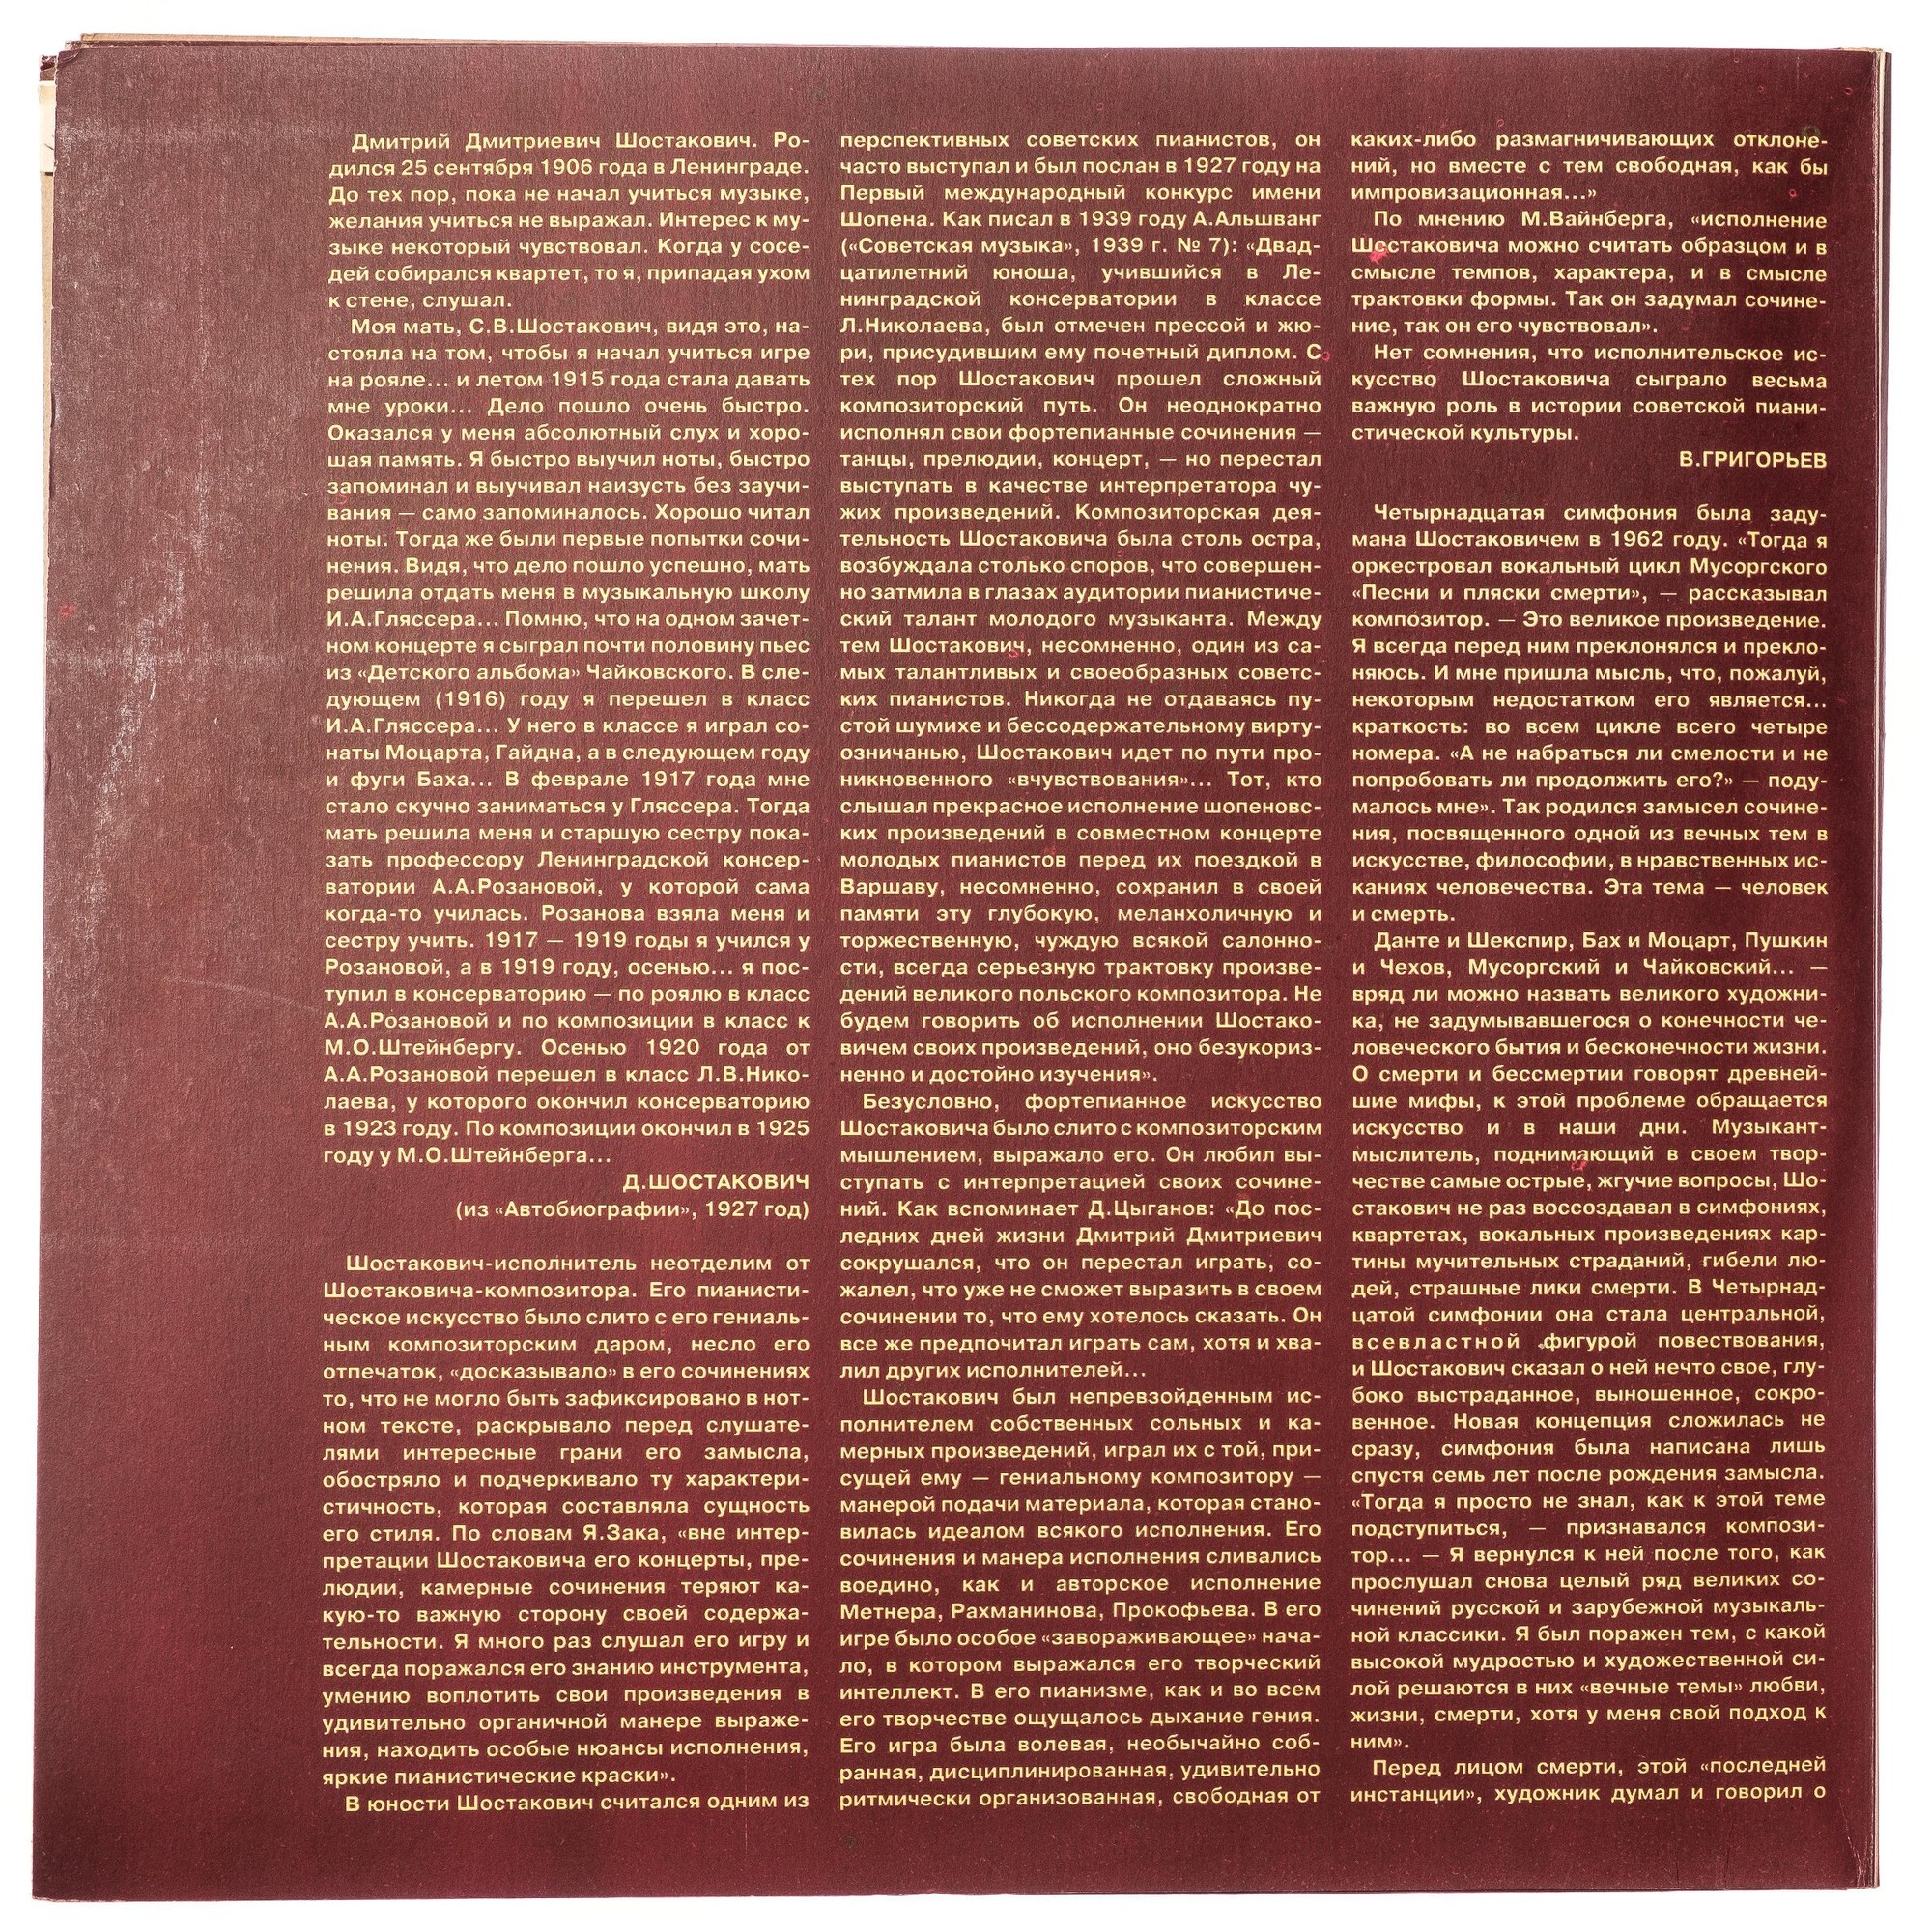 Дмитрий Дмитриевич Шостакович. Ро-
дился 25 сентября 1906 года в Ленинграде.
До тех пор, пока не начал учиться музыке,
желания учиться не выражал. Интерес к му-
зыке некоторый чувствовал. Когда у сосе-
дей собирался квартет, то я, припадая ухом
к стене, слушал.
Моя мать, С.В.Шостакович, видя это, на-
стояла на том, чтобы я начал учиться игре
на рояле... и летом 1915 года стала давать
мне уроки... Дело пошло очень быстро.
Оказался у меня абсолютный слух и хоро-
шая память. Я быстро выучил ноты, быстро
запоминал и выучивал наизусть без заучи-
вания — само запоминалось. Хорошо читал
ноты. Тогда же были первые попытки сочи-
нения. Видя, что дело пошло успешно, мать
решила отдать меня в музыкальную школу
И.А.Гляссера... Помню, что на одном зачет-
ном концерте я сыграл почти половину пьес
из «Детского альбома» Чайковского. В сле-
дующем (1916) году я перешел в класс
И.А.Гляссера... У него в классе я играл со-
наты Моцарта, Гайдна, а в следующем году
и фуги Баха... В феврале 1917 года мне
стало скучно заниматься у Гляссера. Тогда
мать решила меня и старшую сестру пока-
зать профессору Ленинградской консер-
ватории А.А.Розановой, у которой сама
когда-то училась. Розанова взяла меня и
сестру учить. 1917 — 1919 годы я учился у
Розановой, а в 1919 году, осенью... я пос-
тупил в консерваторию — по роялю в класс
А.А.Розановой и по композиции в класс к
М.О.Штейнбергу. Осенью 1920 года от
А.А.Розановой перешел в класс Л.В.Нико-
лаева, у которого окончил консерваторию
в 1923 году. По композиции окончил в 1925
году у М.О.Штейнберга...
Д.ШОСТАКОВИЧ
(из «Автобиографии», 1927 год)
Шостакович-исполнитель неотделим от
Шостаковича-композитора. Его пианисти-
ческое искусство было слито с его гениаль-
ным композиторским даром, несло его
отпечаток, «досказывало» в его сочинениях
то, что не могло быть зафиксировано в нот-
ном тексте, раскрывало перед слушате-
лями интересные грани его замысла,
обостряло и подчеркивало ту характери-
стичность, которая составляла сущность
его стиля. По словам Я.Зака, «вне интер-
претации Шостаковича его концерты, пре-
людии, камерные сочинения теряют ка-
кую-то важную сторону своей содержа-
тельности. Я много раз слушал его игру и
всегда поражался его знанию инструмента,
умению воплотить свои произведения в
удивительно органичной манере выраже-
ния, находить особые нюансы исполнения,
яркие пианистические краски».
В юности Шостакович считался одним из
перспективных советских пианистов, он
часто выступал и был послан в 1927 году на
Первый международный конкурс имени
Шопена. Как писал в 1939 году А.Альшванг
(«Советская музыка», 1939 г. № 7): «Двад-
цатилетний юноша, учившийся в Ле-
нинградской консерватории в классе
Л.Николаева, был отмечен прессой и жю-
ри, присудившим ему почетный диплом. С
тех пор Шостакович прошел сложный
композиторский путь. Он неоднократно
исполнял свои фортепианные сочинения —
танцы, прелюдии, концерт, — но перестал
выступать в качестве интерпретатора чу-
жих произведений. Композиторская дея-
тельность Шостаковича была столь остра,
возбуждала столько споров, что совершен-
но затмила в глазах аудитории пианистиче-
ский талант молодого музыканта. Между
тем Шостакович, несомненно, один из са-
мых талантливых и своеобразных советс-
ких пианистов. Никогда не отдаваясь пу-
стой шумихе и бессодержательному вирту-
озничанью, Шостакович идет по пути про-
никновенного «вчувствования»... Тот, кто
слышал прекрасное исполнение шопеновс-
ких произведений в совместном концерте
молодых пианистов перед их поездкой в
Варшаву, несомненно, сохранил в своей
памяти эту глубокую, меланхоличную и
торжественную, чуждую всякой салонно-
сти, всегда серьезную трактовку произве-
дений великого польского композитора. Не
будем говорить об исполнении Шостако-
вичем своих произведений, оно безукориз-
ненно и достойно изучения».
Безусловно, фортепианное искусство
Шостаковича было слито с композиторским
мышлением, выражало его. Он любил вы-
ступать с интерпретацией своих сочине-
ний. Как вспоминает Д.Цыганов: «До пос-
ледних дней жизни Дмитрий Дмитриевич
сокрушался, что он перестал играть, со-
жалел, что уже не сможет выразить в своем
сочинении то, что ему хотелось сказать. Он
все же предпочитал играть сам, хотя и хва-
лил других исполнителей...
Шостакович был непревзойденным ис-
полнителем собственных сольных и ка-
мерных произведений, играл их с той, при-
сущей ему — гениальному композитору —
манерой подачи материала, которая стано-
вилась идеалом всякого исполнения. Его
сочинения и манера исполнения сливались
воедино, как и авторское исполнение
Метнера, Рахманинова, Прокофьева. В его
игре было особое «завораживающее» нача-
ло, в котором выражался его творческий
интеллект. В его пианизме, как и во всем
его творчестве ощущалось дыхание гения.
Его игра была волевая, необычайно соб-
ранная, дисциплинированная, удивительно
ритмически организованная, свободная от
каких-либо размагничивающих отклоне-
ний, но вместе с тем свободная, как бы
импровизационная...»
По мнению М.Вайнберга, «исполнение
Шостаковича можно считать образцом и в
смысле темпов, характера, и в смысле
трактовки формы. Так он задумал сочине-
ние, так он его чувствовал».
Нет сомнения, что исполнительское ис-
кусство Шостаковича сыграло весьма
важную роль в истории советской пиани-
стической культуры.
В.ГРИГОРЬЕВ
Четырнадцатая симфония была заду-
мана Шостаковичем в 1962 году. «Тогда я
оркестровал вокальный цикл Мусоргского
«Песни и пляски смерти», — рассказывал
композитор. — Это великое произведение.
Я всегда перед ним преклонялся и прекло-
няюсь. И мне пришла мысль, что, пожалуй,
некоторым недостатком его является...
краткость: во всем цикле всего четыре
номера. «А не набраться ли смелости и не
попробовать ли продолжить его?» — поду-
малось мне». Так родился замысел сочине-
ния, посвященного одной из вечных тем в
искусстве, философии, в нравственных ис-
каниях человечества. Эта тема — человек
и смерть.
Данте и Шекспир, Бах и Моцарт, Пушкин
и Чехов, Мусоргский и Чайковский... —
вряд ли можно назвать великого художни-
ка, не задумывавшегося о конечности че-
ловеческого бытия и бесконечности жизни.
О смерти и бессмертии говорят древней-
шие мифы, к этой проблеме обращается
искусство и в наши дни. Музыкант-
мыслитель, поднимающий в своем твор-
честве самые острые, жгучие вопросы, Шо-
стакович не раз воссоздавал в симфониях,
квартетах, вокальных произведениях кар-
тины мучительных страданий, гибели лю-
дей, страшные лики смерти. В Четырнад-
цатой симфонии она стала центральной,
всевластной фигурой повествования,
и Шостакович сказал о ней нечто свое, глу-
боко выстраданное, выношенное, сокро-
венное. Новая концепция сложилась не
сразу, симфония была написана лишь
спустя семь лет после рождения замысла.
«Тогда я просто не знал, как к этой теме
подступиться, — признавался компози-
тор... — Я вернулся к ней после того, как
прослушал снова целый ряд великих со-
чинений русской и зарубежной музыкаль-
ной классики. Я был поражен тем, с какой
высокой мудростью и художественной си-
лой решаются в них «вечные темы» любви,
жизни, смерти, хотя у меня свой подход к
ним».
Перед лицом смерти, этой «последней
инстанции», художник думал и говорил о